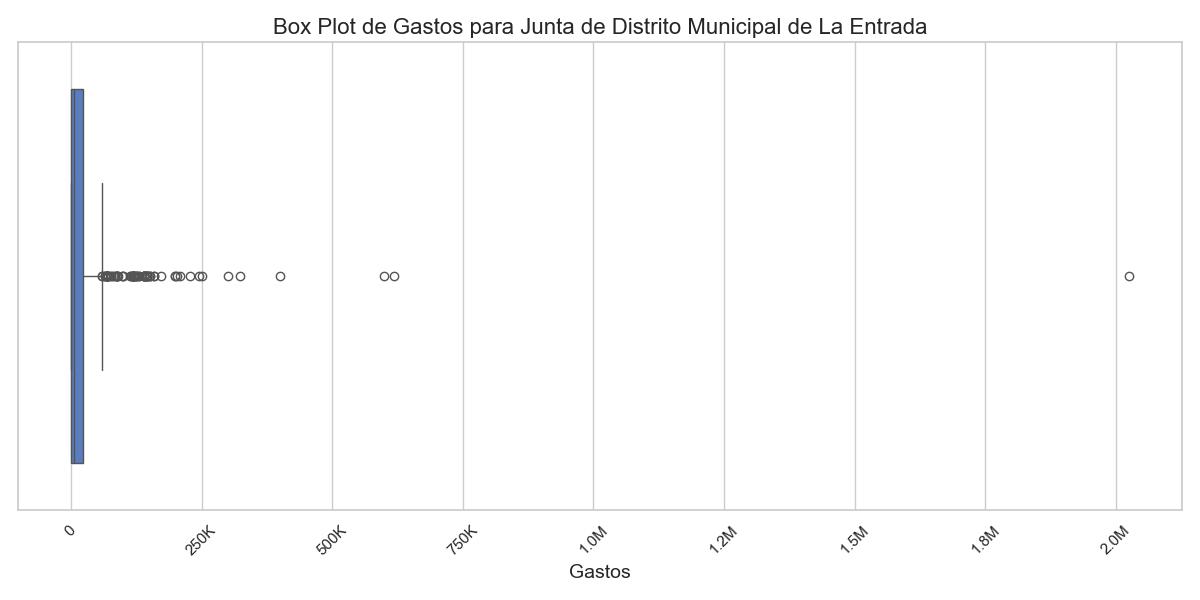 Box Plot de Gastos para Junta de Distrito Municipal de La Entrada
0
250K
500K
750K
1.0M
1.2M
1.5M
1.8M
2.0M
Gastos